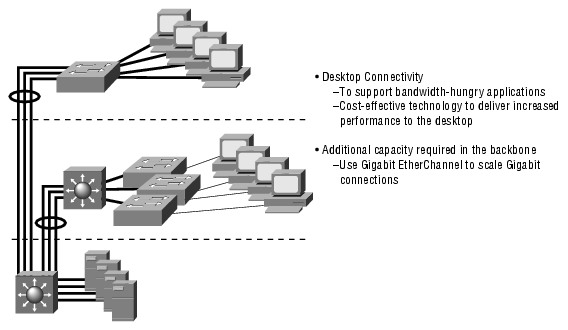 • Desktop Connectivity
–To support bandwidth-hungry applications
–Cost-effective technology to deliver increased
performance to the desktop
• Additional capacity required in the backbone
–Use Gigabit EtherChannel to scale Gigabit
connections